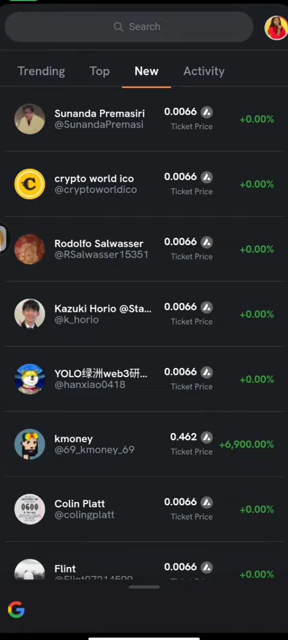 Search
Trending Top New Activity
Sunanda Premasiri 0.0066
@SunandaPremasi Ticket Price +0.00%
crypto world ico 0.0066
@cryptoworldico Ticket Price +0.00%
Rodolfo Salwasser 0.0066
@RSalwasser15351 Ticket Price +0.00%
Kazuki Horio @Sta... 0.0066
@k_horio Ticket Price +0.00%
YOLO绿洲web3研... 0.0066
@hanxiao0418 Ticket Price +0.00%
kmoney 0.462
@69_kmoney_69 Ticket Price +6,900.00%
Colin Platt 0.0066
@colingplatt Ticket Price +0.00%
Flint 0.0066
Ticket Price +0.00%